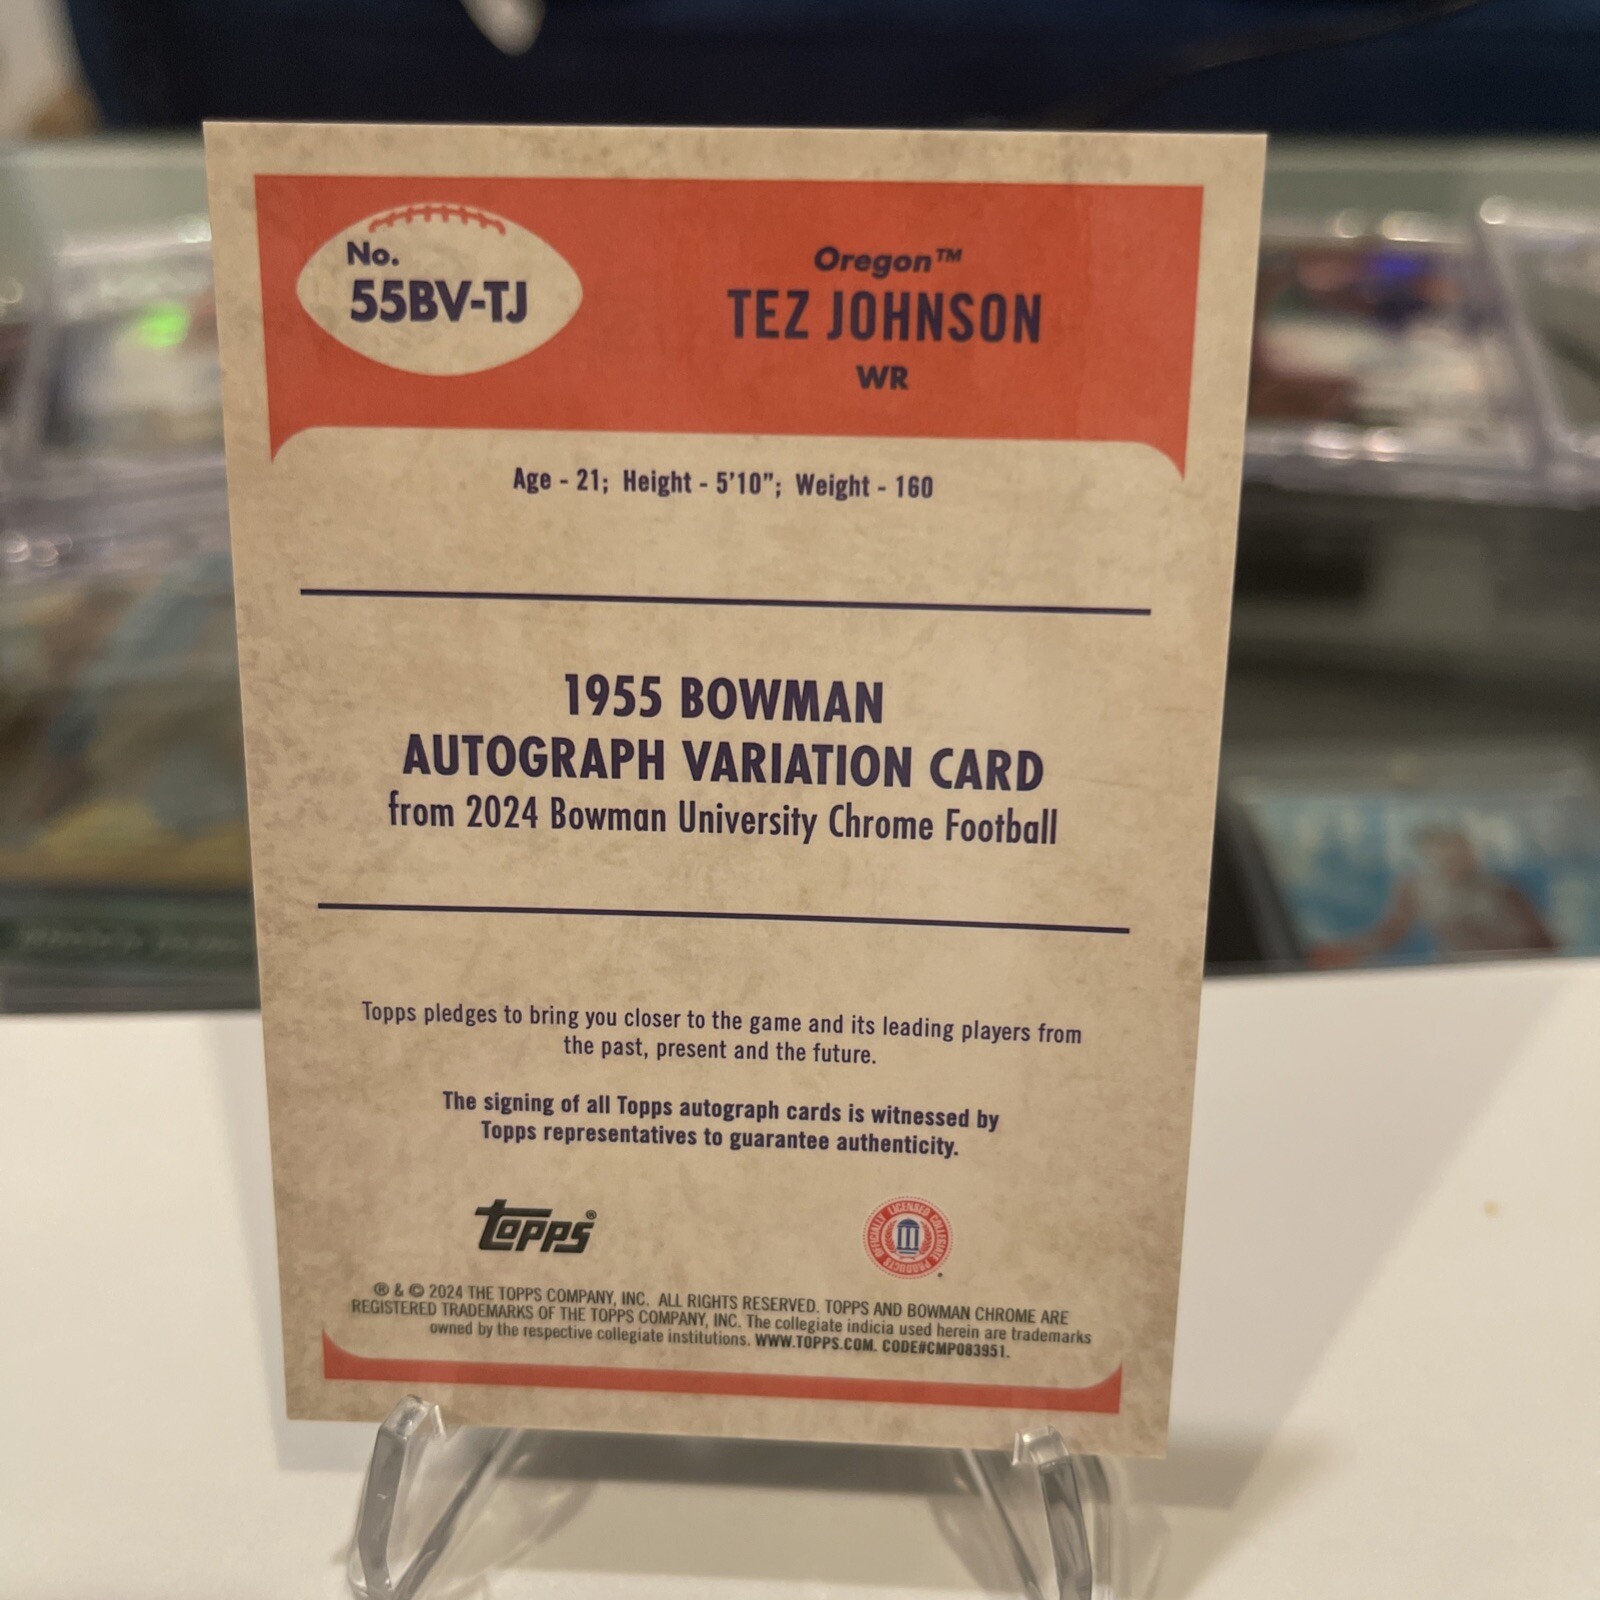 No.
55BV-TJ
Oregon™
TEZ JOHNSON
WR
Age - 21; Height - 5'10"; Weight - 160
1955 BOWMAN
AUTOGRAPH VARIATION CARD
from 2024 Bowman University Chrome Football
Topps pledges to bring you closer to the game and its leading players from
the past, present and the future.
The signing of all Topps autograph cards is witnessed by
Topps representatives to guarantee authenticity.
topps®
OFFICIALLY LICENSED COLLEGIATE PRODUCTS
® & © 2024 THE TOPPS COMPANY, INC. ALL RIGHTS RESERVED. TOPPS AND BOWMAN CHROME ARE
REGISTERED TRADEMARKS OF THE TOPPS COMPANY, INC. The collegiate indicia used herein are trademarks
owned by the respective collegiate institutions. WWW.TOPPS.COM. CODE#CMP083951.